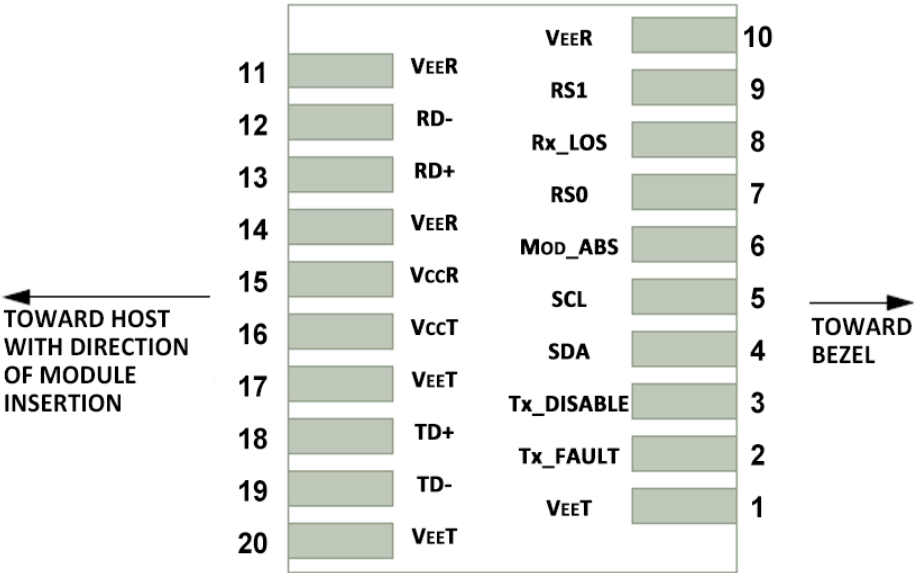 VEER 10
11 VEER
RS1 9
12 RD-
Rx_LOS 8
13 RD+
RS0 7
14 VEER
MOD_ABS 6
15 VCCR
SCL 5
TOWARD HOST
WITH DIRECTION
OF MODULE
INSERTION
TOWARD
BEZEL
16 VCCT
SDA 4
17 VEET
Tx_DISABLE 3
18 TD+
Tx_FAULT 2
19 TD-
VEET 1
20 VEET